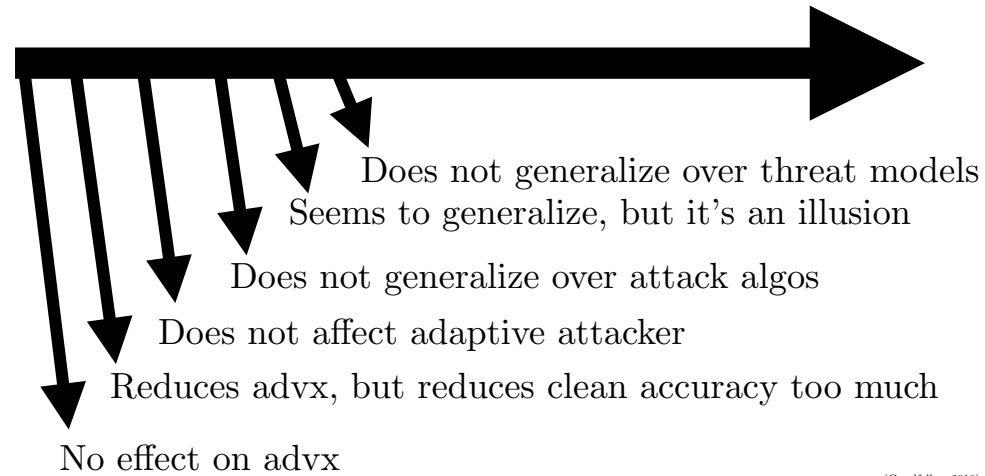 Does not generalize over threat models
Seems to generalize, but it's an illusion
Does not generalize over attack algos
Does not affect adaptive attacker
Reduces advx, but reduces clean accuracy too much
No effect on advx